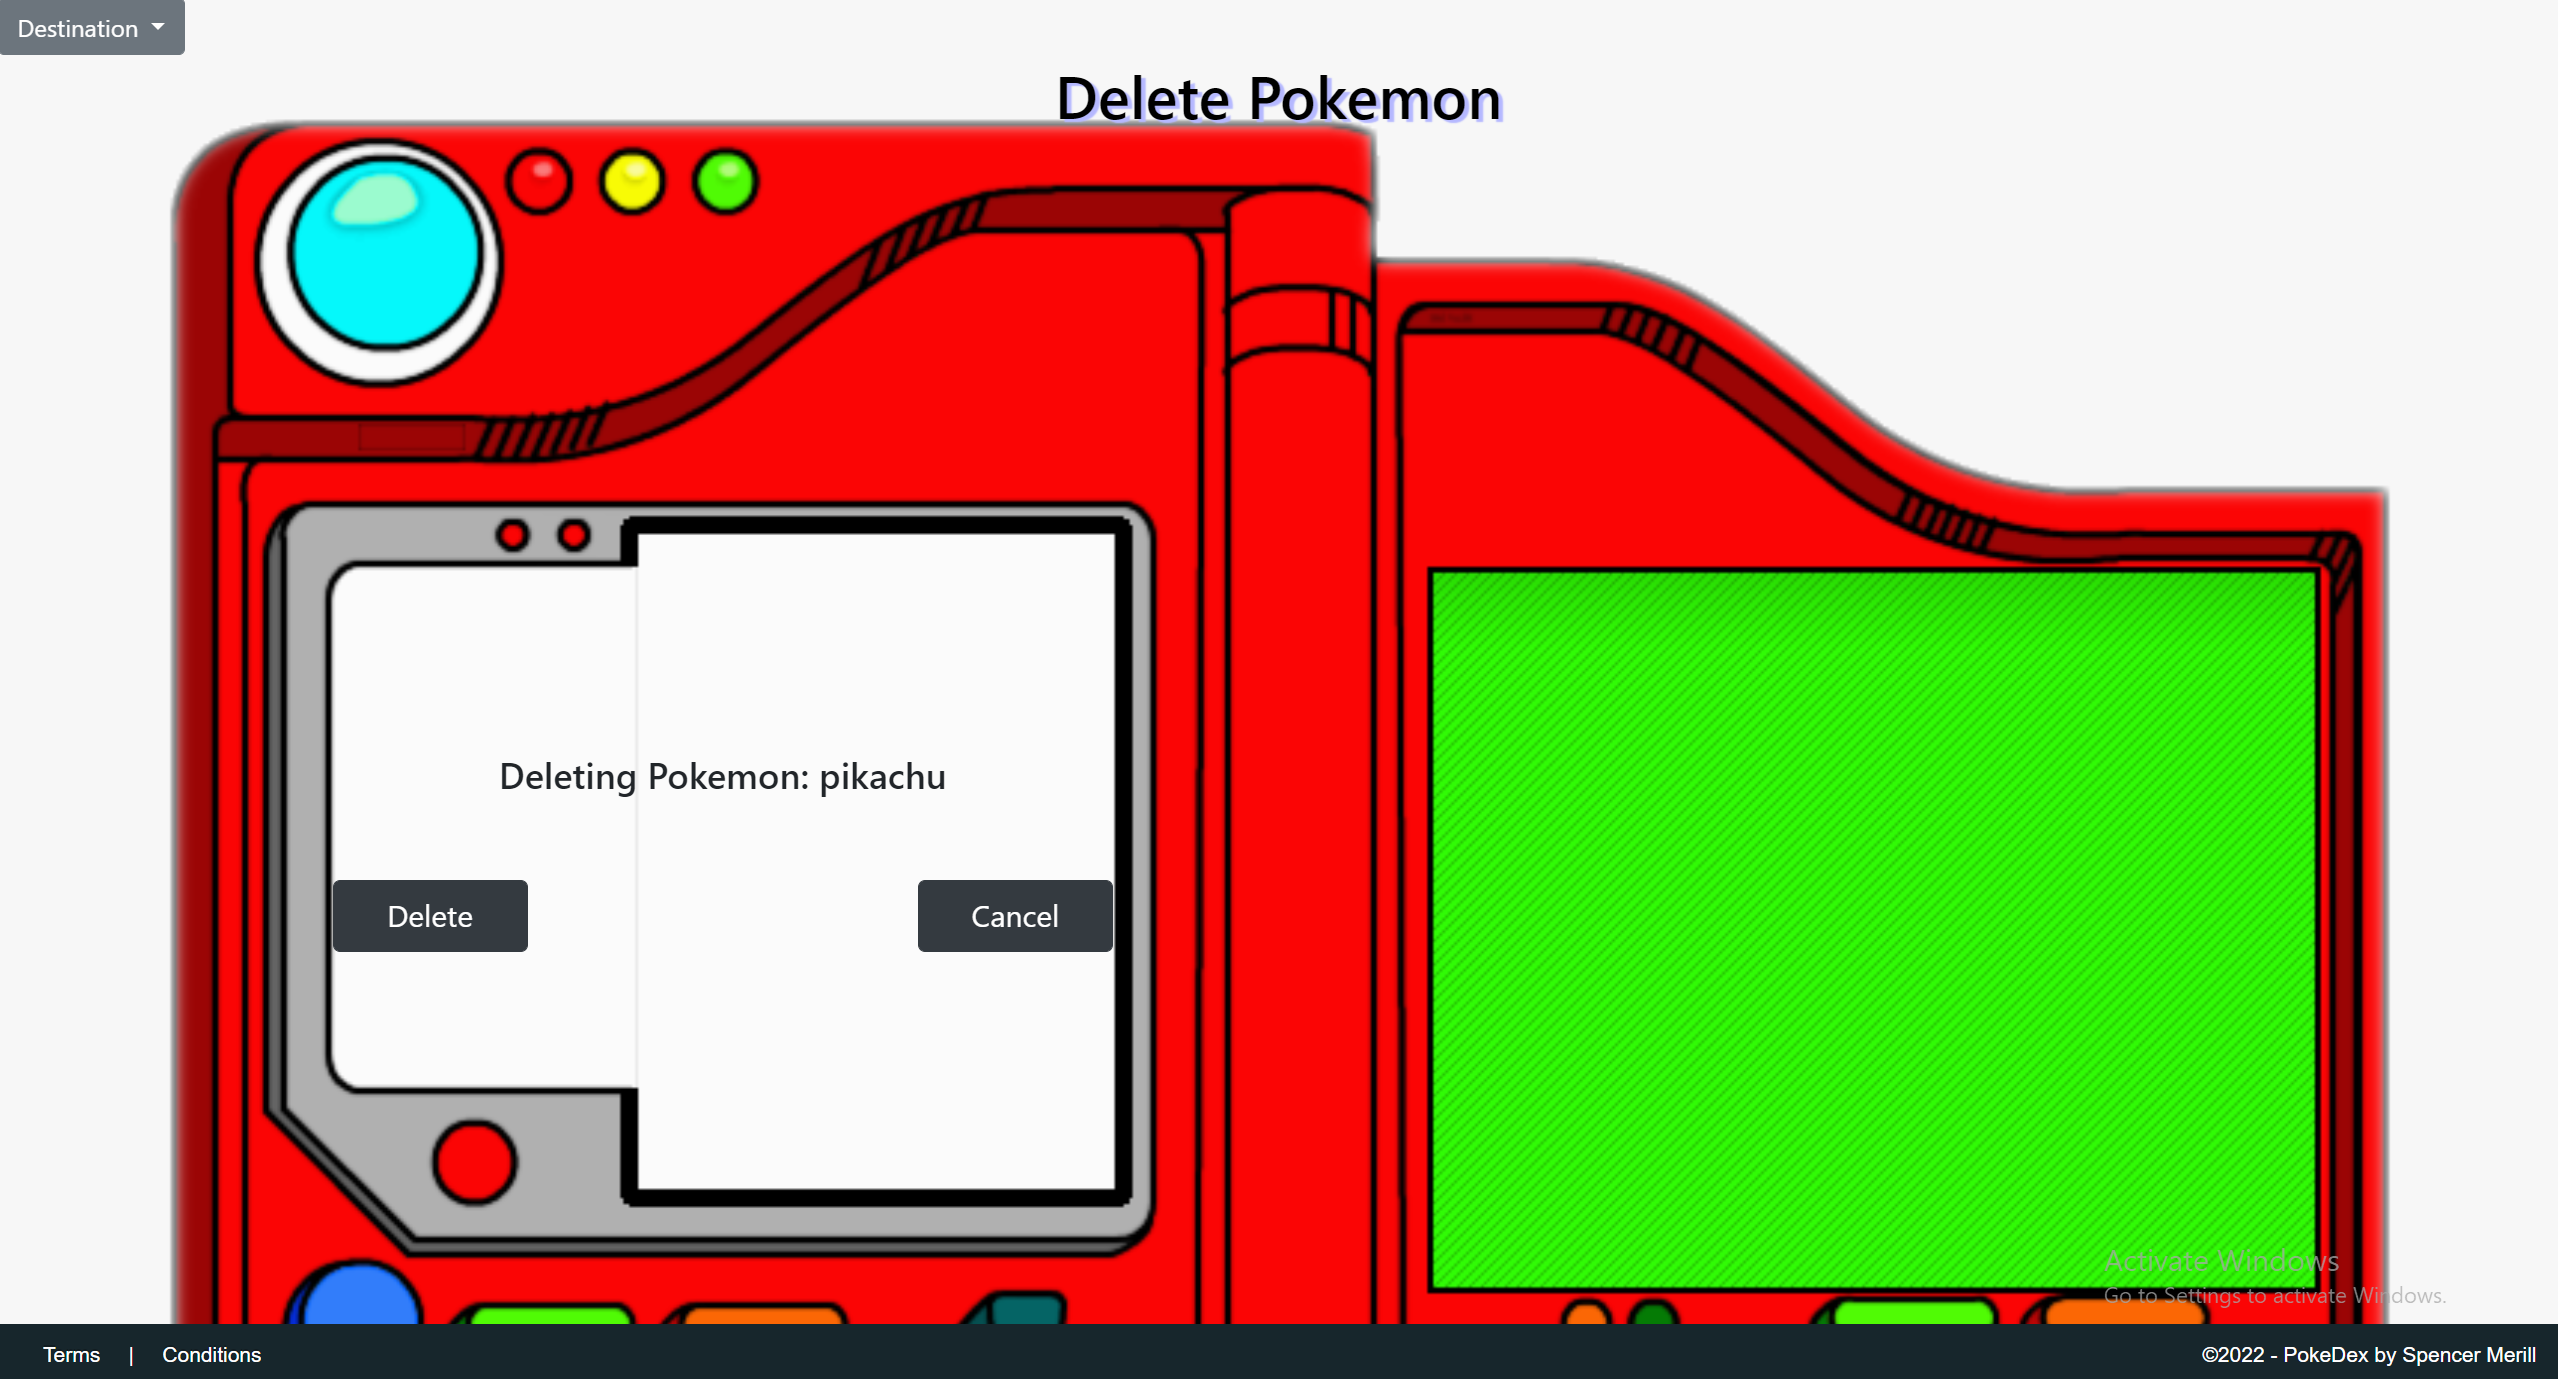 Destination
Delete Pokemon
Deleting Pokemon: pikachu
Delete
Cancel
Activate Windows
Go to Settings to activate Windows.
Terms | Conditions
©2022 - PokeDex by Spencer Merill